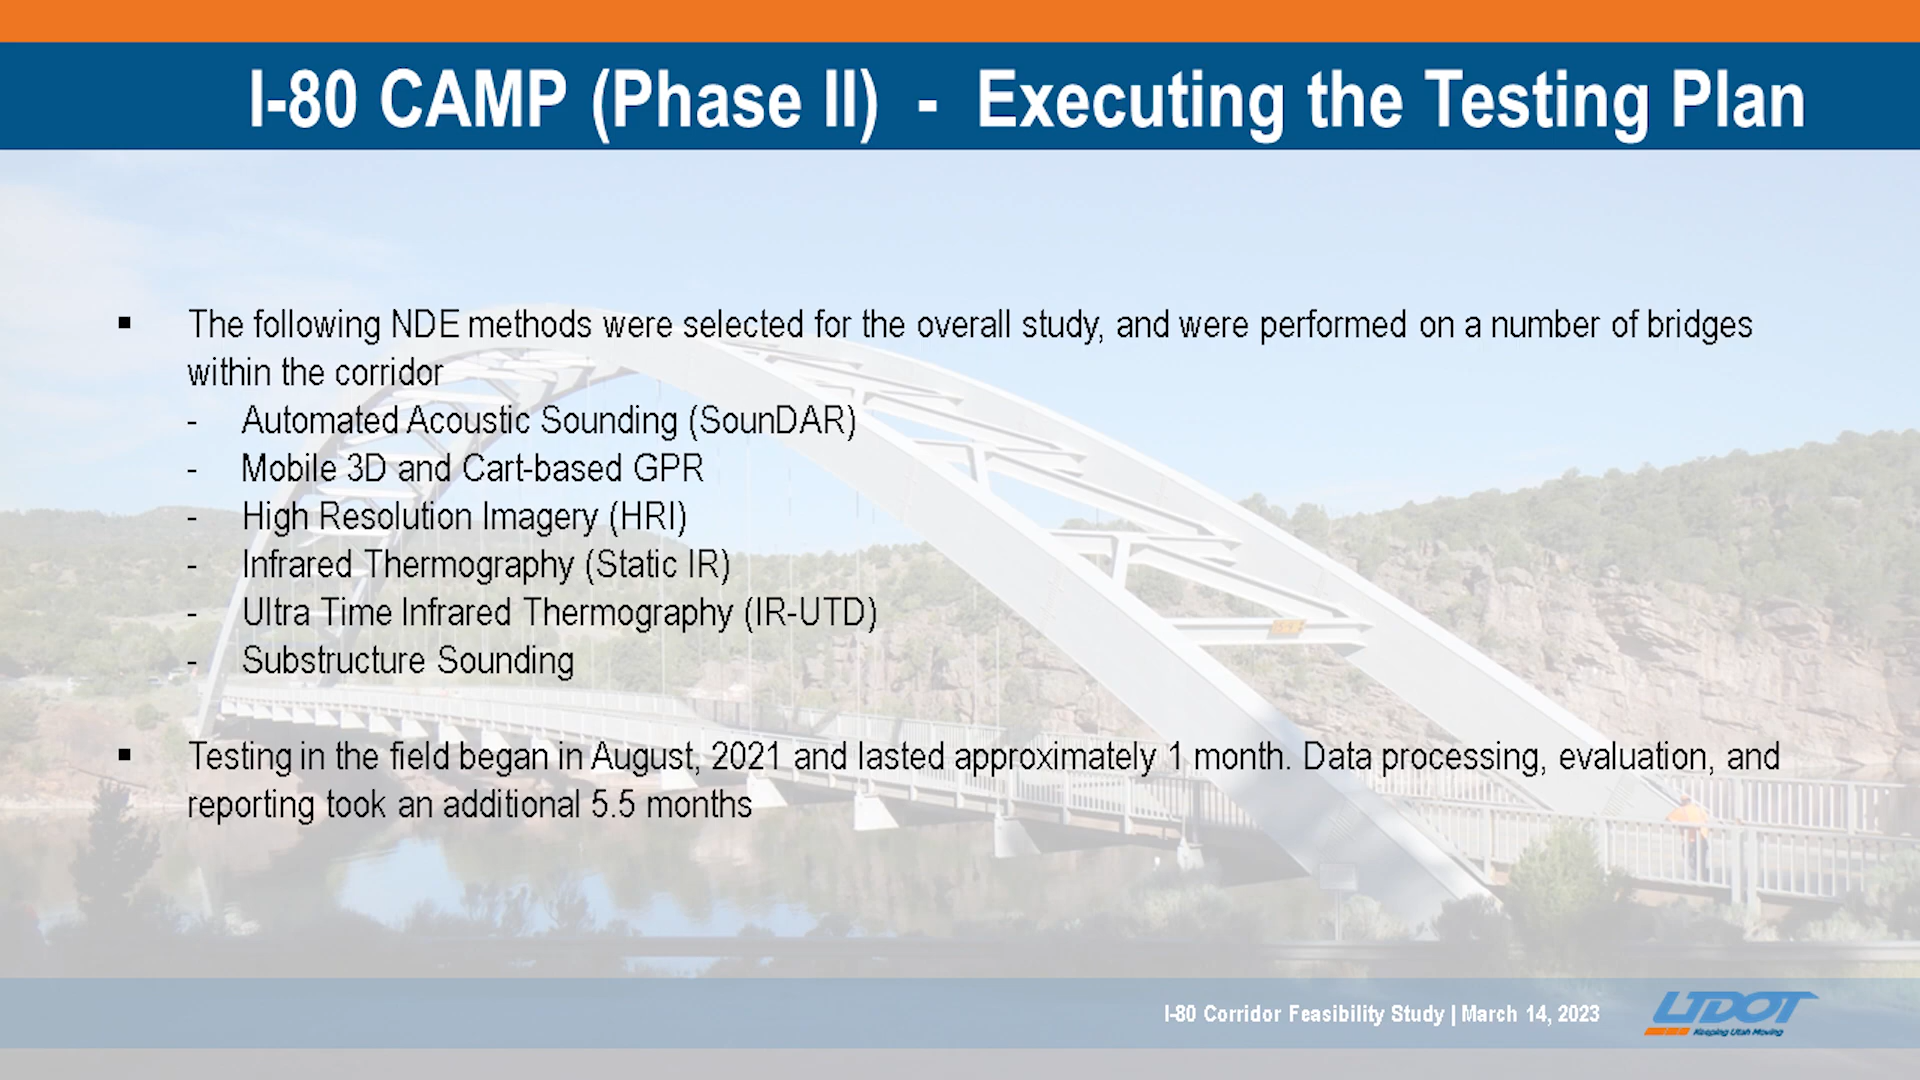 I-80 CAMP (Phase II) - Executing the Testing Plan
▪ The following NDE methods were selected for the overall study, and were performed on a number of bridges
within the corridor
- Automated Acoustic Sounding (SounDAR)
- Mobile 3D and Cart-based GPR
- High Resolution Imagery (HRI)
- Infrared Thermography (Static IR)
- Ultra Time Infrared Thermography (IR-UTD)
- Substructure Sounding
▪ Testing in the field began in August, 2021 and lasted approximately 1 month. Data processing, evaluation, and
reporting took an additional 5.5 months
I-80 Corridor Feasibility Study | March 14, 2023
UDOT
Keeping Utah Moving